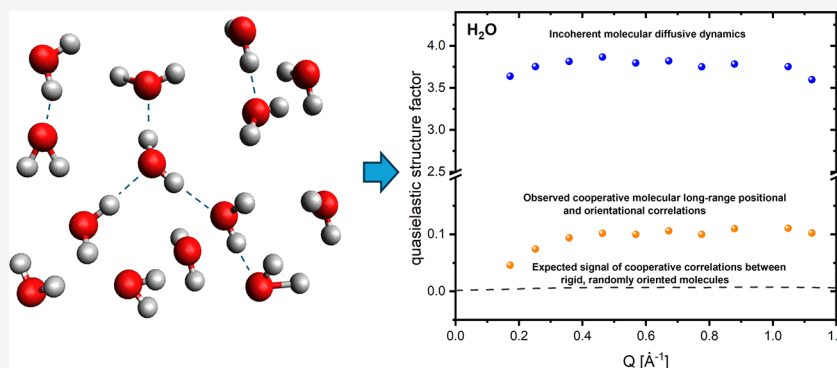 H₂O
Incoherent molecular diffusive dynamics
Observed cooperative molecular long-range positional
and orientational correlations
Expected signal of cooperative correlations between
rigid, randomly oriented molecules
quasielastic structure factor
4.0
3.5
3.0
2.5
0.1
0.0
0.0 0.2 0.4 0.6 0.8 1.0 1.
Q [Å⁻¹]